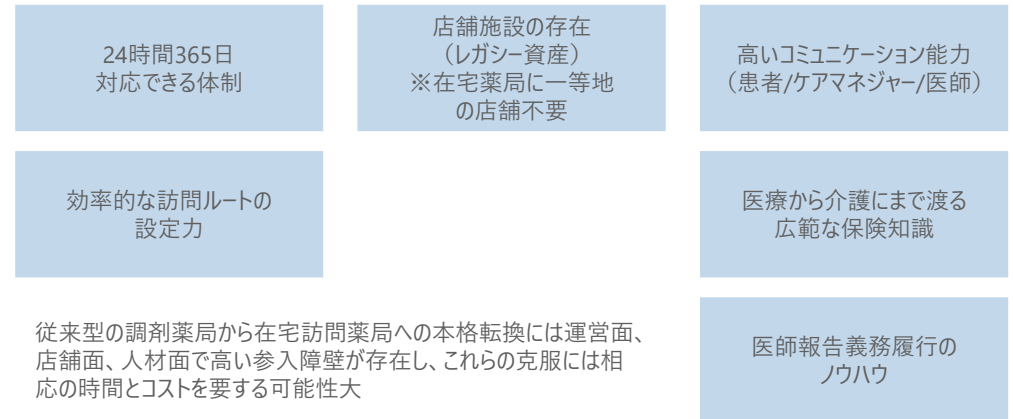 24時間365日
対応できる体制
店舗施設の存在
（レガシー資産）
※在宅薬局に一等地
の店舗不要
高いコミュニケーション能力
（患者/ケアマネジャー/医師）
効率的な訪問ルートの
設定力
医療から介護にまで渡る
広範な保険知識
従来型の調剤薬局から在宅訪問薬局への本格転換には運営面、
店舗面、人材面で高い参入障壁が存在し、これらの克服には相
応の時間とコストを要する可能性大
医師報告義務履行の
ノウハウ